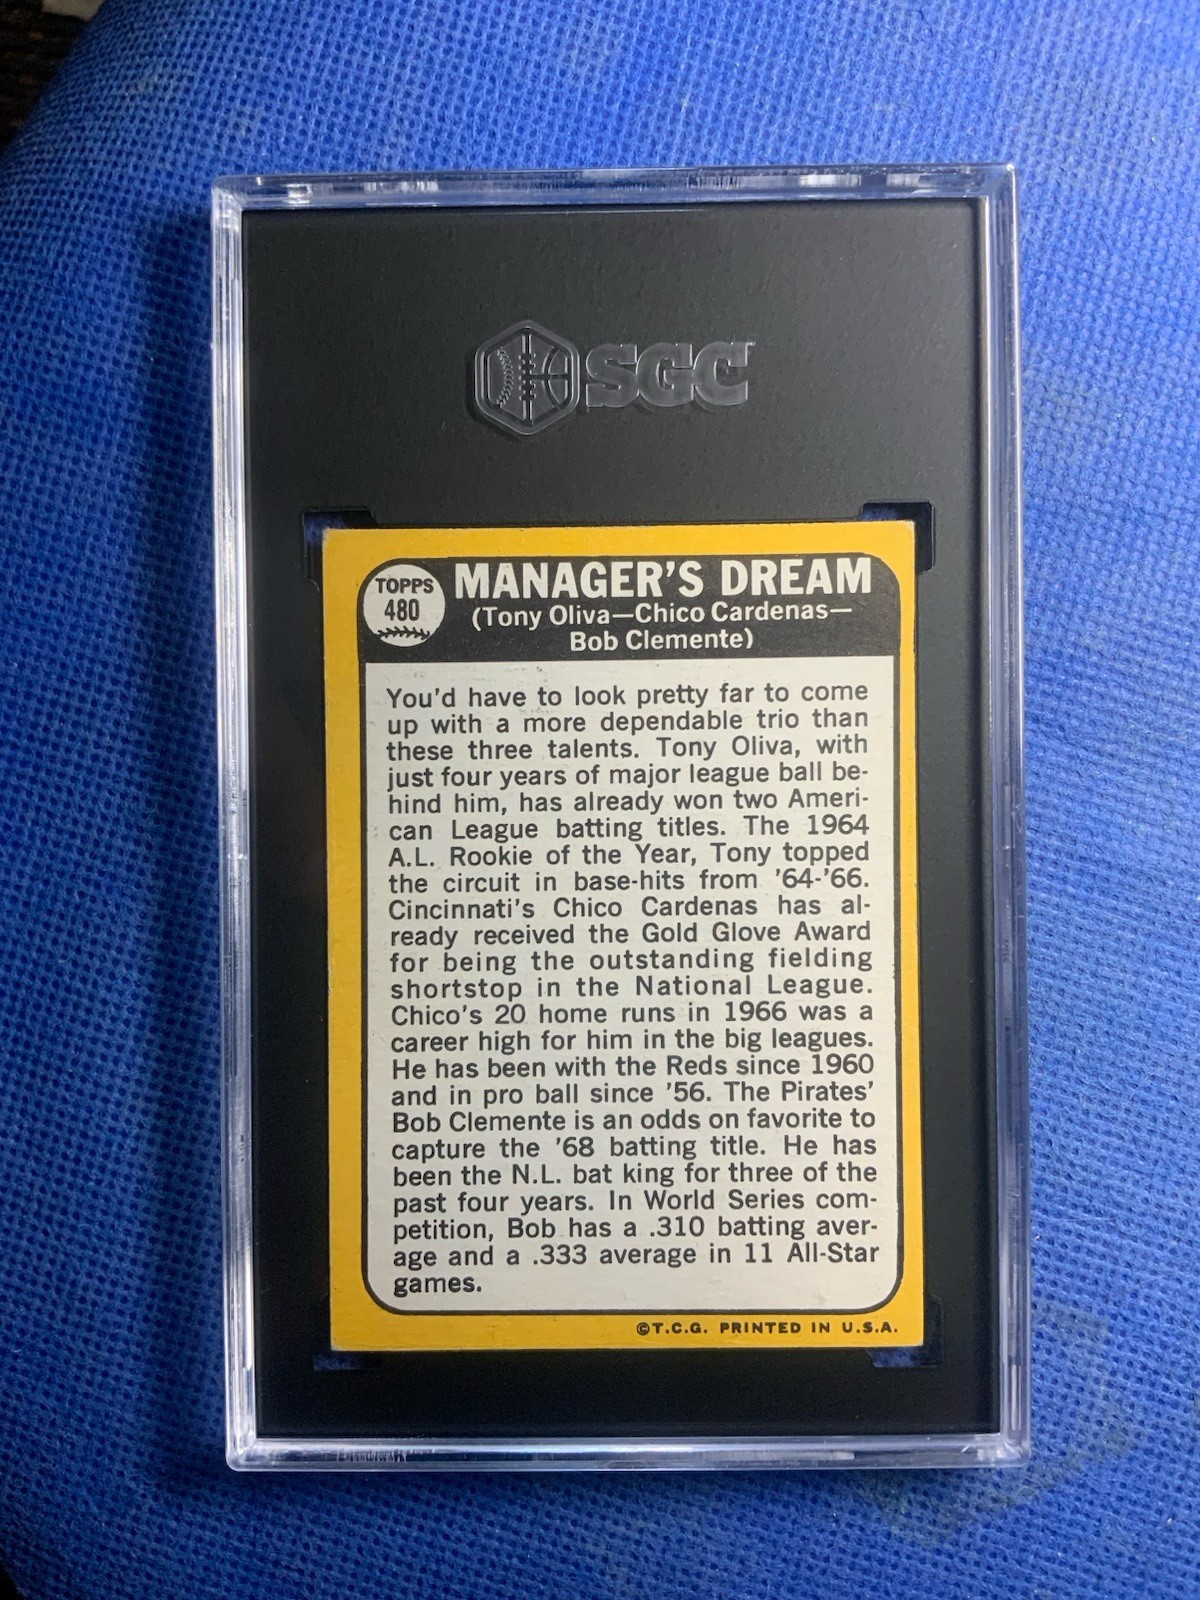 SGC
TOPPS
480
MANAGER'S DREAM
(Tony Oliva—Chico Cardenas—
Bob Clemente)
You'd have to look pretty far to come
up with a more dependable trio than
these three talents. Tony Oliva, with
just four years of major league ball be-
hind him, has already won two Ameri-
can League batting titles. The 1964
A.L. Rookie of the Year, Tony topped
the circuit in base-hits from '64-'66.
Cincinnati's Chico Cardenas has al-
ready received the Gold Glove Award
for being the outstanding fielding
shortstop in the National League.
Chico's 20 home runs in 1966 was a
career high for him in the big leagues.
He has been with the Reds since 1960
and in pro ball since '56. The Pirates'
Bob Clemente is an odds on favorite to
capture the '68 batting title. He has
been the N.L. bat king for three of the
past four years. In World Series com-
petition, Bob has a .310 batting aver-
age and a .333 average in 11 All-Star
games.
©T.C.G. PRINTED IN U.S.A.